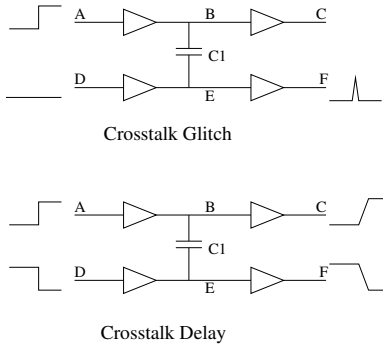 A B C
C1
D E F
Crosstalk Glitch
A B C
C1
D E F
Crosstalk Delay